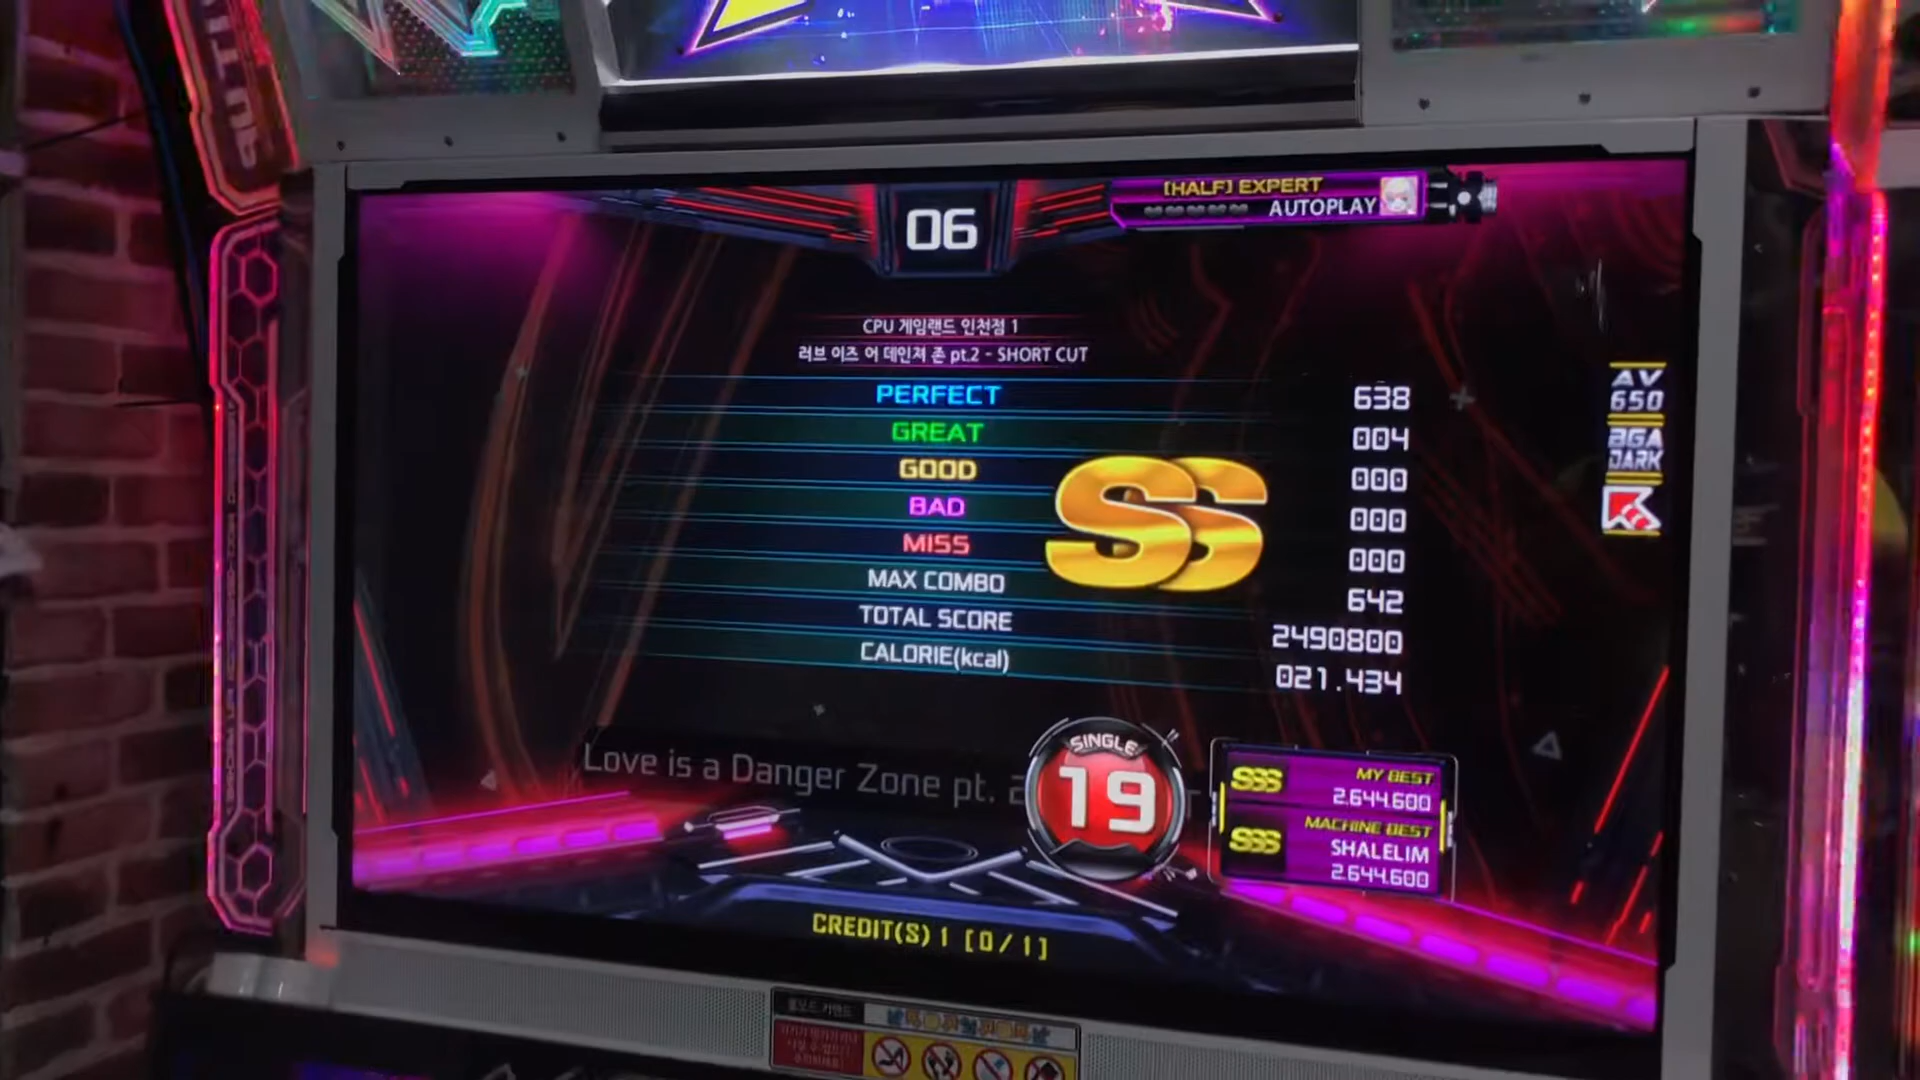 [HALF] EXPERT
AUTOPLAY
06
CPU 게임랜드 인천점 1
러브 이즈 어 데인져 존 pt.2 - SHORT CUT
PERFECT 638
GREAT 004
GOOD 000
BAD 000
MISS 000
MAX COMBO 642
TOTAL SCORE 2490800
CALORIE(kcal) 021.434
SS
AV
650
BGA
DARK
Love is a Danger Zone pt. 2
SINGLE
19
SSS MY BEST
2.644.600
SSS MACHINE BEST
SHALELIM
2.644.600
CREDIT(S) 1 [0/1]